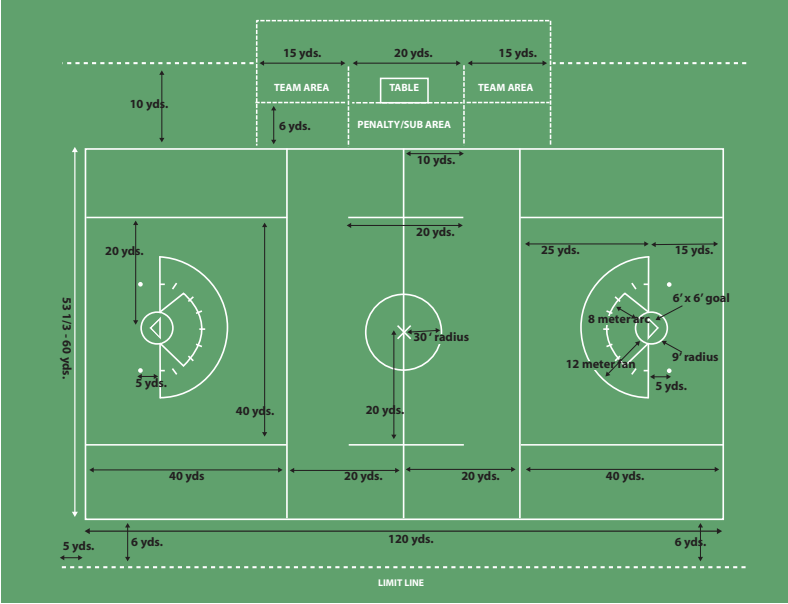 15 yds.
20 yds.
15 yds.
TEAM AREA
TABLE
TEAM AREA
10 yds.
6 yds.
PENALTY/SUB AREA
10 yds.
20 yds.
20 yds.
25 yds.
15 yds.
53 1/3 - 60 yds.
6’ x 6’ goal
8 meter arc
30 ‘ radius
9’ radius
12 meter fan
5 yds.
5 yds.
40 yds.
20 yds.
40 yds
20 yds.
20 yds.
40 yds.
120 yds.
5 yds.
6 yds.
6 yds.
LIMIT LINE